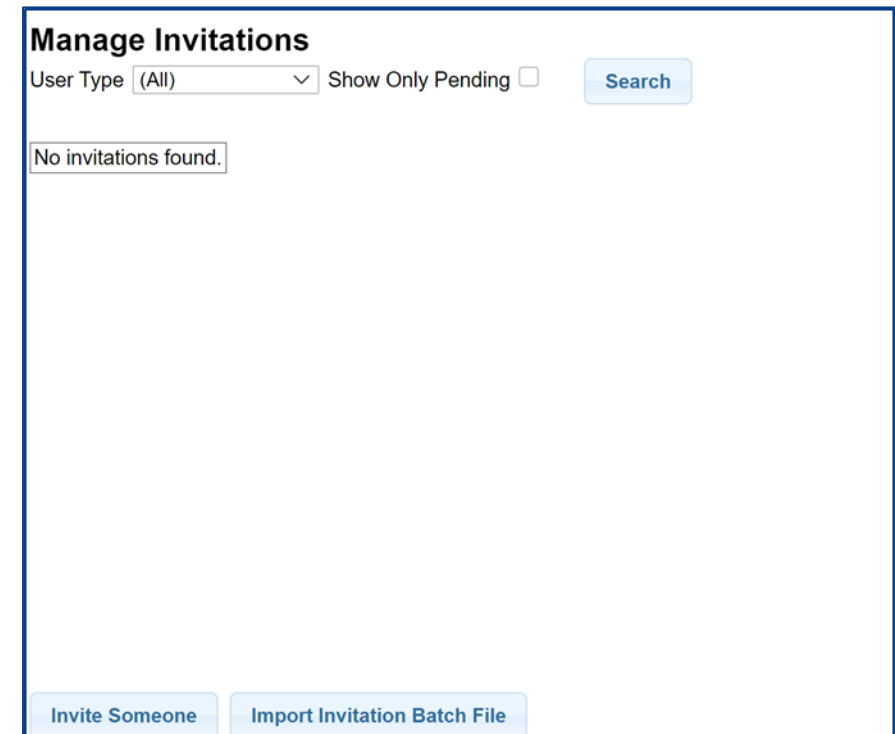 Manage Invitations
User Type (All) Show Only Pending Search
No invitations found.
Invite Someone Import Invitation Batch File